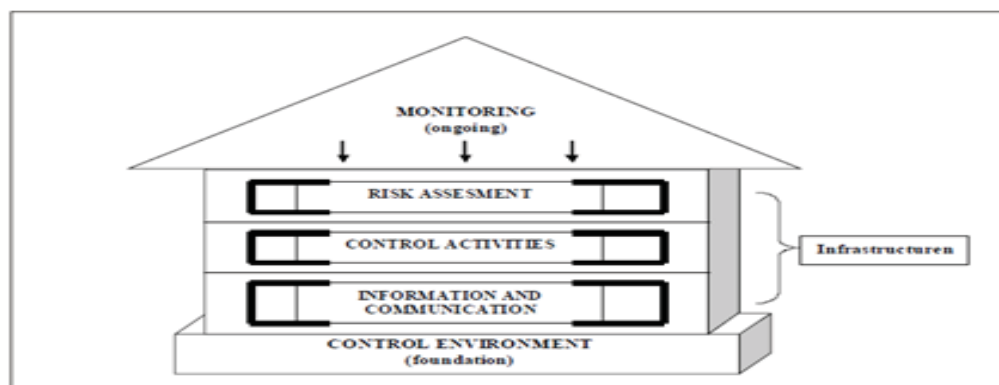 MONITORING
(ongoing)
RISK ASSESMENT
CONTROL ACTIVITIES
Infrastructuren
INFORMATION AND
COMMUNICATION
CONTROL ENVIRONMENT
(foundation)